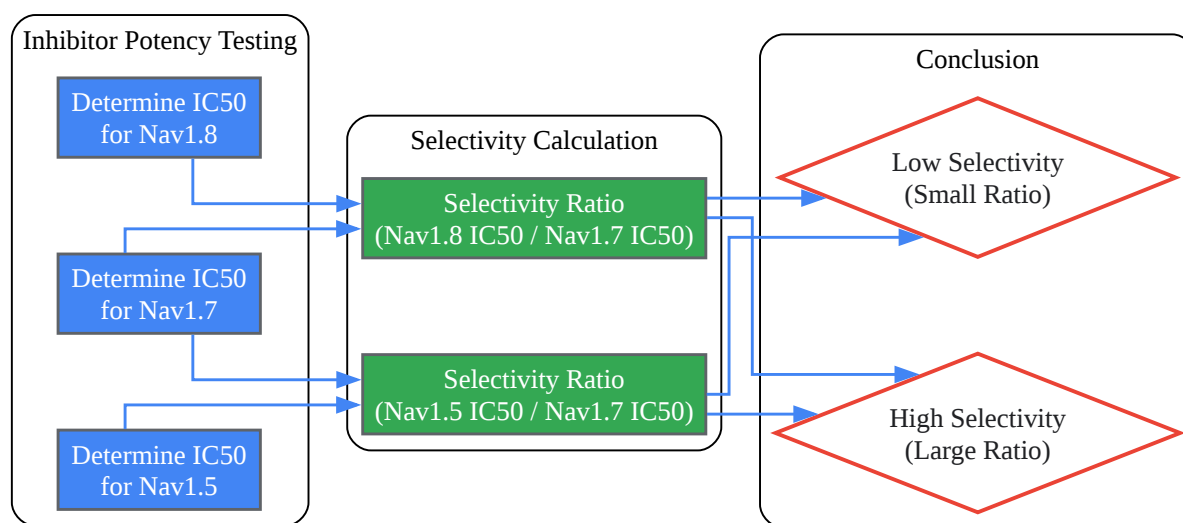 Inhibitor Potency Testing
Determine IC50
for Nav1.8
Determine IC50
for Nav1.7
Determine IC50
for Nav1.5
Selectivity Calculation
Selectivity Ratio
(Nav1.8 IC50 / Nav1.7 IC50)
Selectivity Ratio
(Nav1.5 IC50 / Nav1.7 IC50)
Conclusion
Low Selectivity
(Small Ratio)
High Selectivity
(Large Ratio)